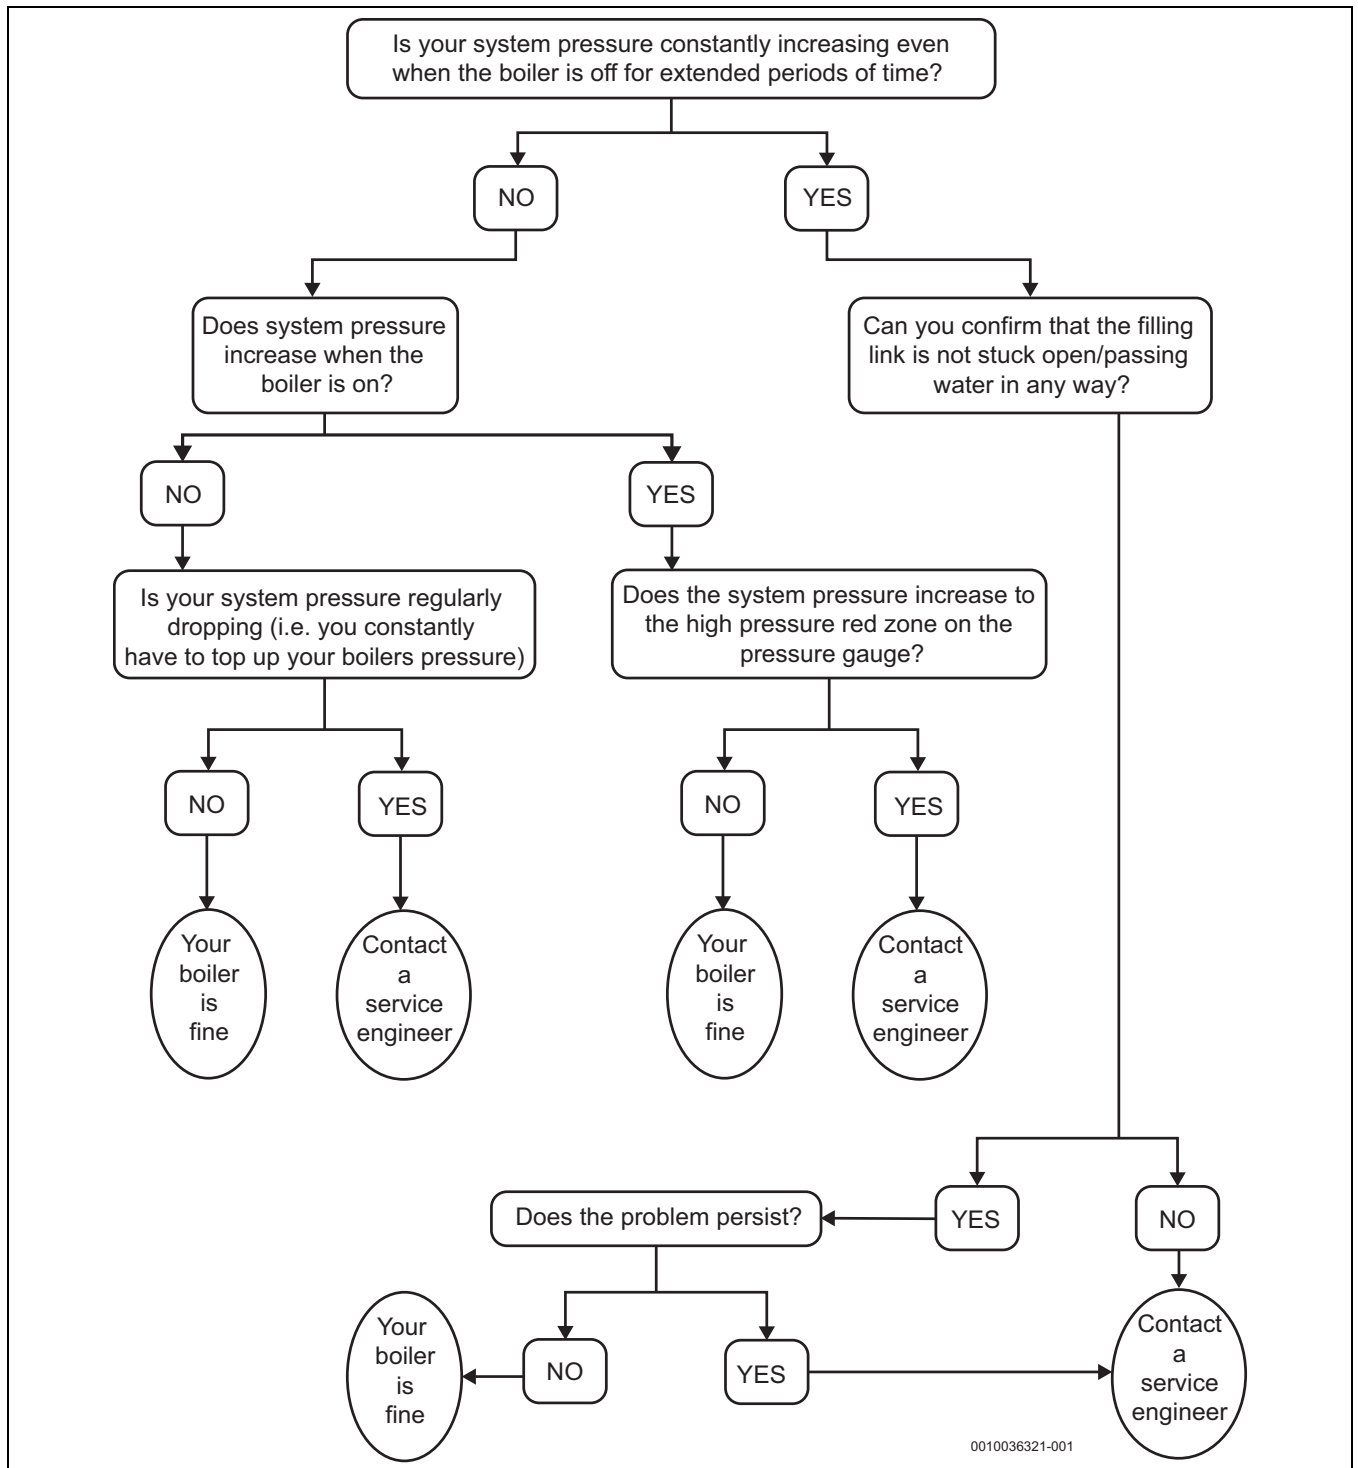 Is your system pressure constantly increasing even
when the boiler is off for extended periods of time?
NO
YES
Does system pressure
increase when the
boiler is on?
Can you confirm that the filling
link is not stuck open/passing
water in any way?
NO
YES
Is your system pressure regularly
dropping (i.e. you constantly
have to top up your boilers pressure)
Does the system pressure increase to
the high pressure red zone on the
pressure gauge?
NO
YES
NO
YES
Your
boiler
is
fine
Contact
a
service
engineer
Your
boiler
is
fine
Contact
a
service
engineer
Does the problem persist?
YES
NO
Your
boiler
is
fine
NO
YES
Contact
a
service
engineer
0010036321-001